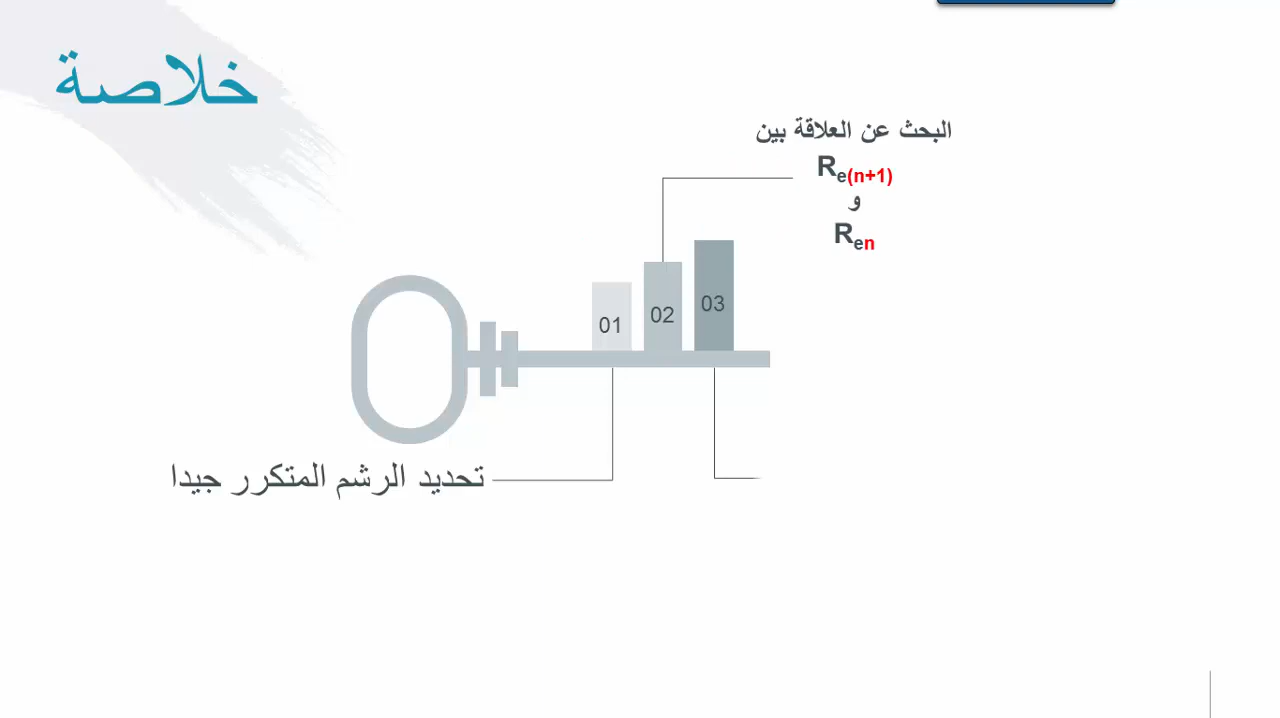 خلاصة
البحث عن العلاقة بين
Re(n+1)
و
Ren
01
02
03
تحديد الرشم المتكرر جيدا